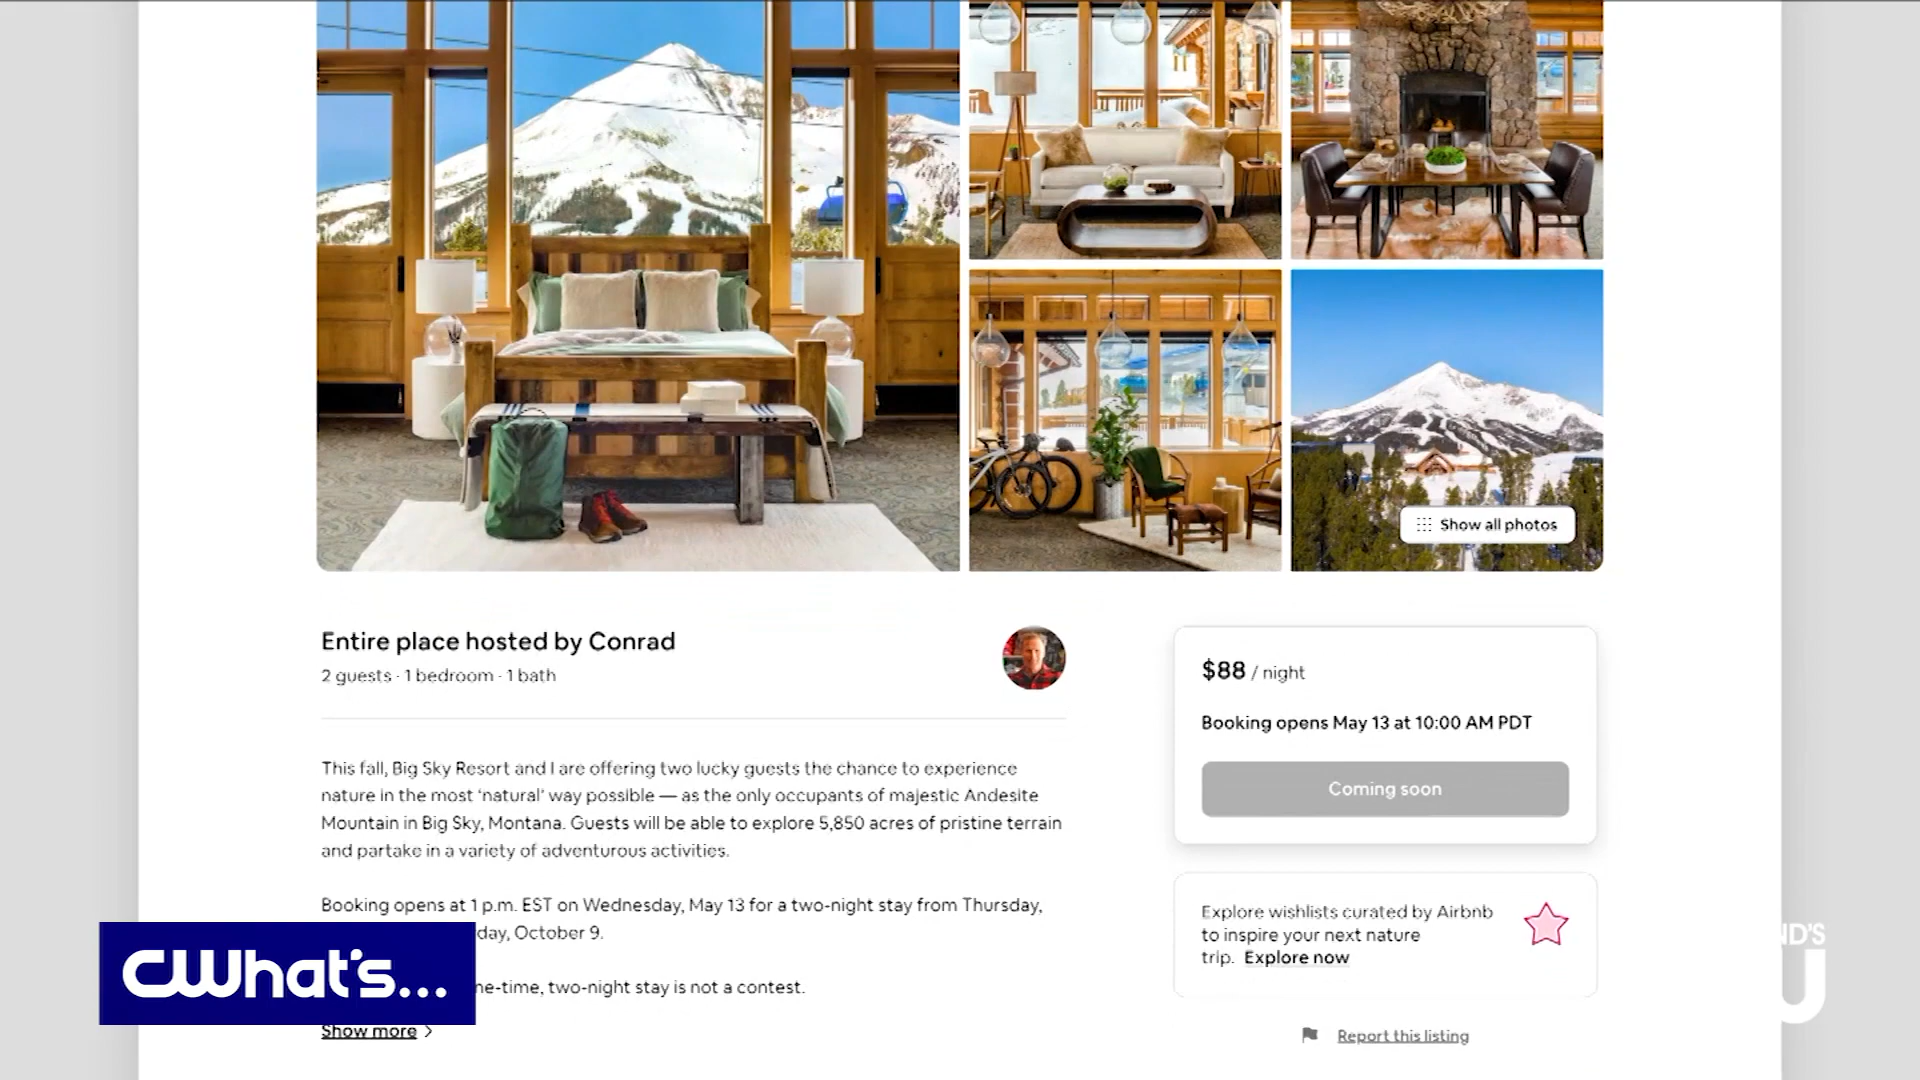 Show all photos
Entire place hosted by Conrad
2 guests · 1 bedroom · 1 bath
This fall, Big Sky Resort and I are offering two lucky guests the chance to experience
nature in the most ‘natural’ way possible — as the only occupants of majestic Andesite
Mountain in Big Sky, Montana. Guests will be able to explore 5,850 acres of pristine terrain
and partake in a variety of adventurous activities.
Booking opens at 1 p.m. EST on Wednesday, May 13 for a two-night stay from Thursday,
day, October 9.
ne-time, two-night stay is not a contest.
Show more >
$88 / night
Booking opens May 13 at 10:00 AM PDT
Coming soon
Explore wishlists curated by Airbnb
to inspire your next nature
trip. Explore now
Report this listing
CWhat's...
ND'S
U